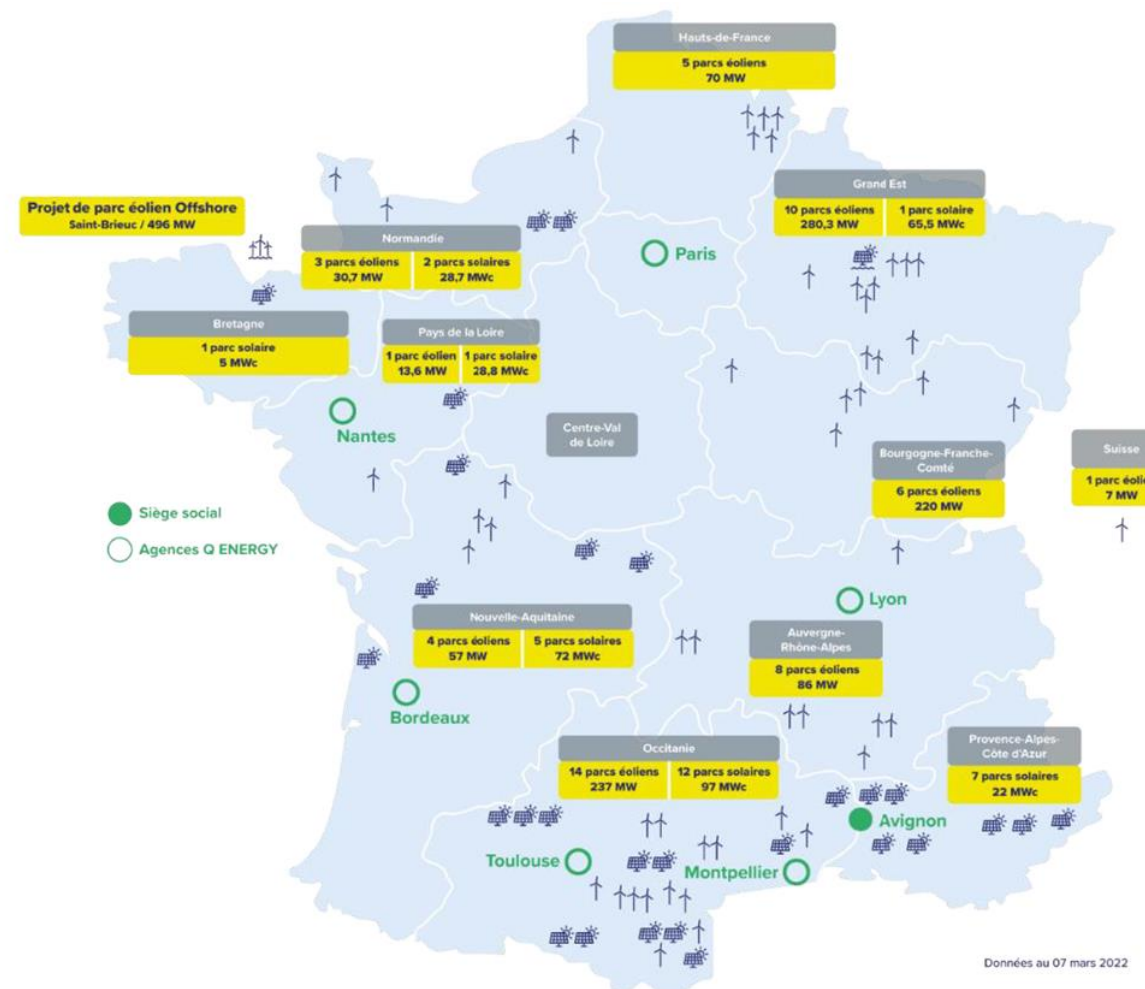 Hauts-de-France
5 parcs éoliens
70 MW
Grand Est
10 parcs éoliens
280,3 MW
1 parc solaire
65,5 MWc
Projet de parc éolien Offshore
Saint-Brieuc / 496 MW
Normandie
3 parcs éoliens
30,7 MW
2 parcs solaires
28,7 MWc
Paris
Bretagne
1 parc solaire
5 MWc
Pays de la Loire
1 parc éolien
13,6 MW
1 parc solaire
28,8 MWc
Nantes
Centre-Val
de Loire
Bourgogne-Franche-
Comté
6 parcs éoliens
220 MW
Suisse
1 parc éolie
7 MW
Siège social
Agences Q ENERGY
Lyon
Nouvelle-Aquitaine
4 parcs éoliens
57 MW
5 parcs solaires
72 MWc
Auvergne-
Rhône-Alpes
8 parcs éoliens
86 MW
Bordeaux
Occitanie
14 parcs éoliens
237 MW
12 parcs solaires
97 MWc
Provence-Alpes-
Côte d'Azur
7 parcs solaires
22 MWc
Avignon
Toulouse
Montpellier
Données au 07 mars 2022